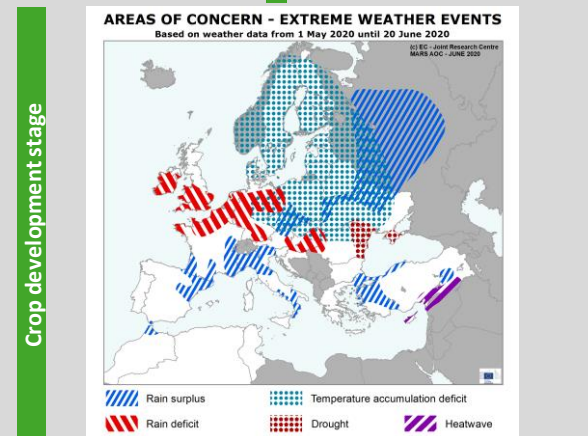 Crop development stage
AREAS OF CONCERN - EXTREME WEATHER EVENTS
Based on weather data from 1 May 2020 until 20 June 2020
(c) EC - Joint Research Centre
MARS AOC - JUNE 2020
Rain surplus
Temperature accumulation deficit
Rain deficit
Drought
Heatwave